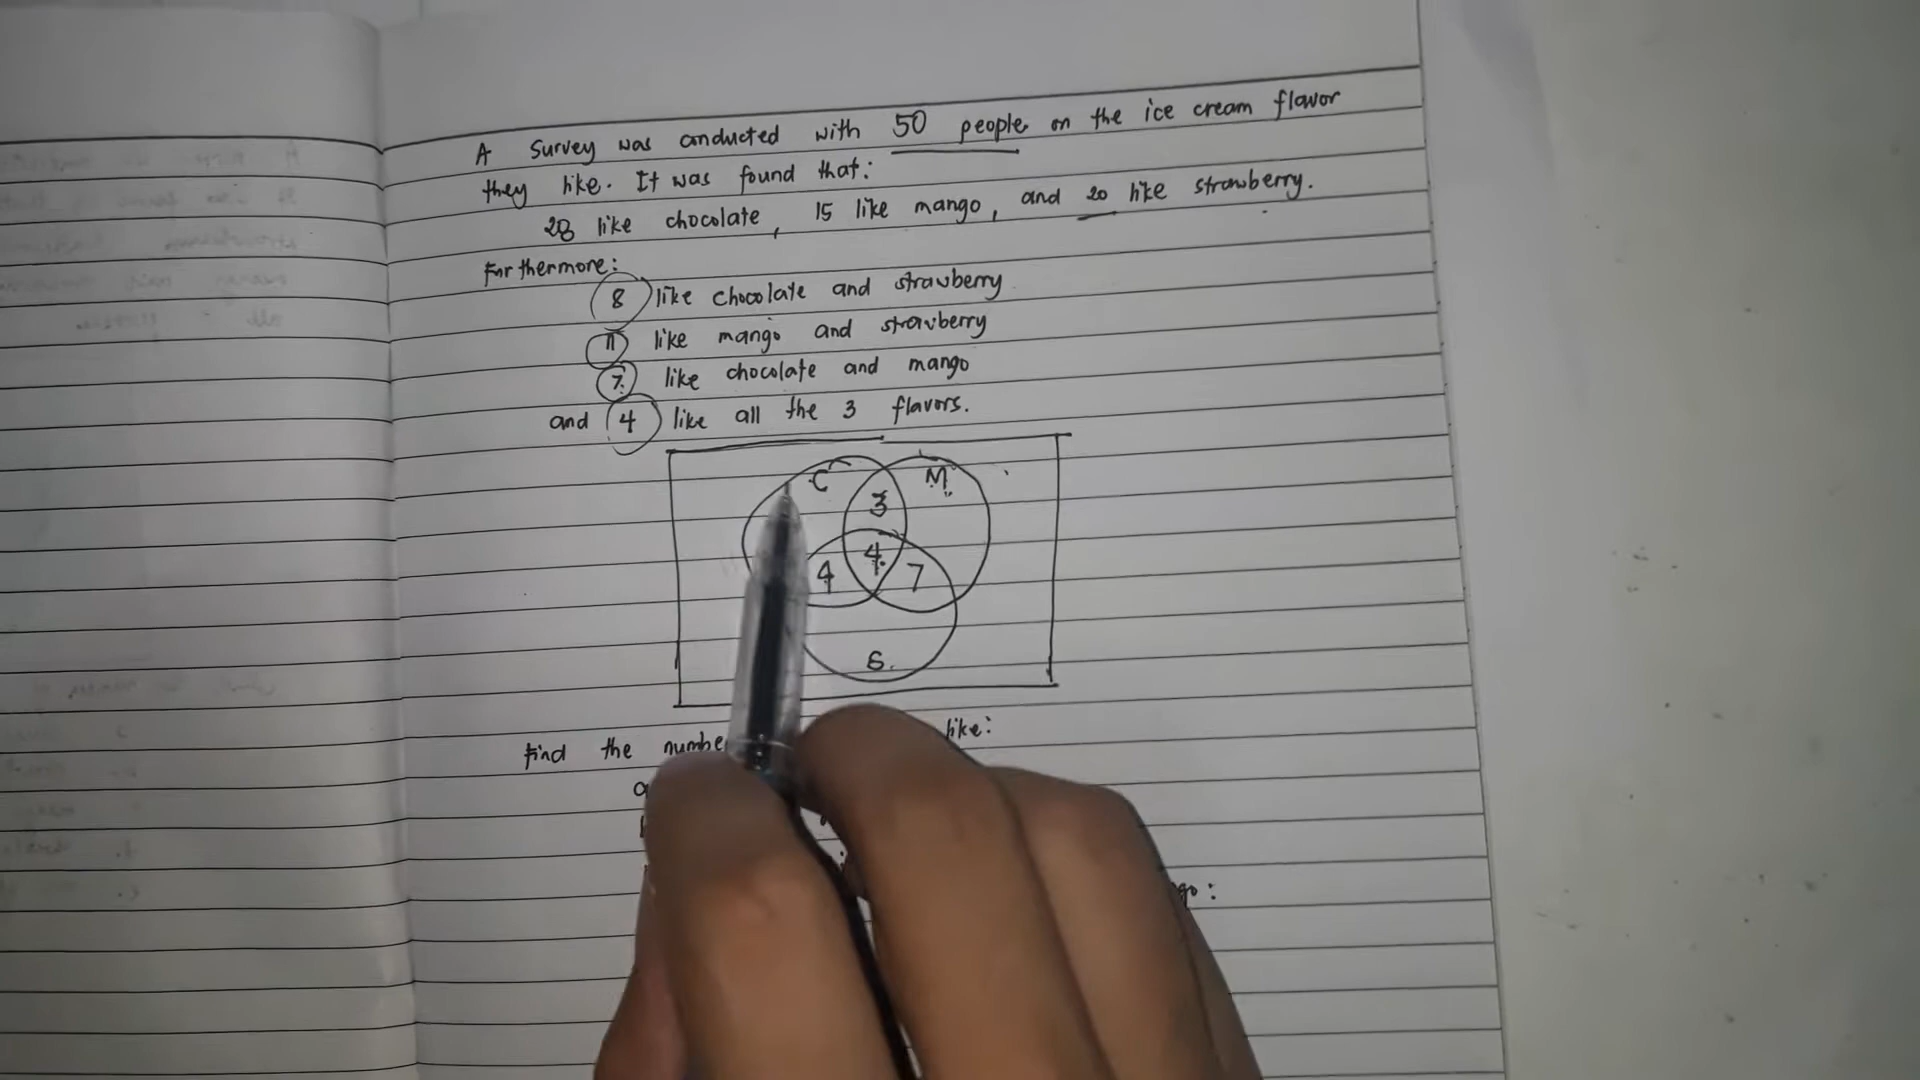 A survey was conducted with 50 people on the ice cream flavor
they like. It was found that:
28 like chocolate, 15 like mango, and 20 like strawberry.
Furthermore:
8 like chocolate and strawberry
11 like mango and strawberry
7 like chocolate and mango
and 4 like all the 3 flavors.
C M
3
4
4 7
S
Find the number like: